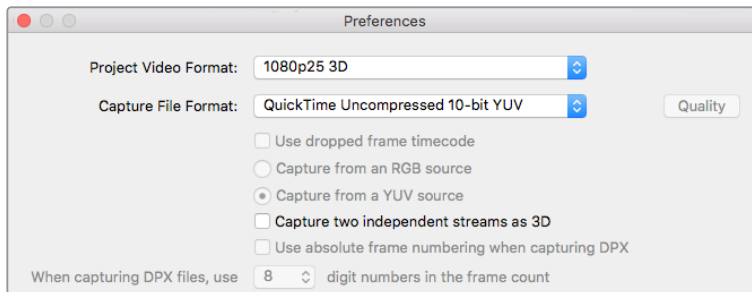 Preferences
Project Video Format: 1080p25 3D
Capture File Format: QuickTime Uncompressed 10-bit YUV Quality
Use dropped frame timecode
Capture from an RGB source
Capture from a YUV source
Capture two independent streams as 3D
Use absolute frame numbering when capturing DPX
When capturing DPX files, use 8 digit numbers in the frame count